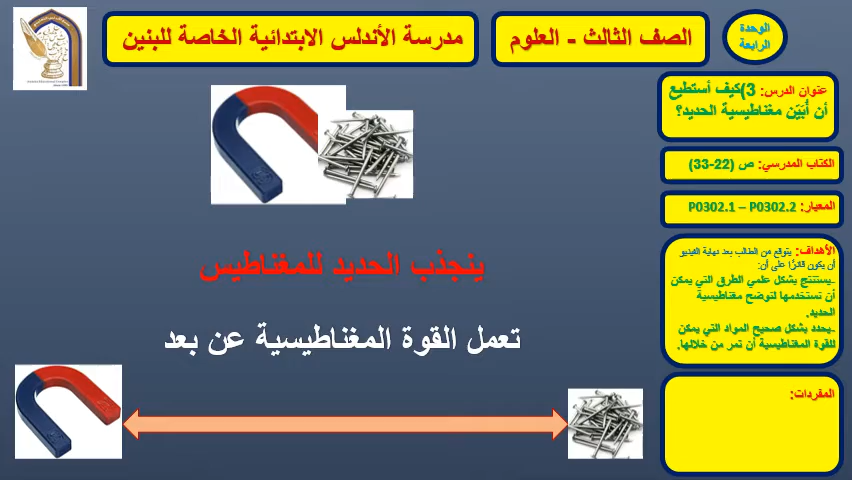 الوحدة
الرابعة
الصف الثالث - العلوم
مدرسة الأندلس الابتدائية الخاصة للبنين
عنوان الدرس: 3)كيف أستطيع
أن أُبَيّن مغناطيسية الحديد؟
الكتاب المدرسي: ص (22-33)
المعيار: P0302.1 – P0302.2
الأهداف: يتوقع من الطالب بعد نهاية الفيديو
أن يكون قادرًا على أن:
-يستنتج بشكل علمي الطرق التي يمكن
أن تستخدمها لتوضح مغناطيسية
الحديد.
-يحدد بشكل صحيح المواد التي يمكن
للقوة المغناطيسية أن تمر من خلالها.
المفردات:
ينجذب الحديد للمغناطيس
تعمل القوة المغناطيسية عن بعد